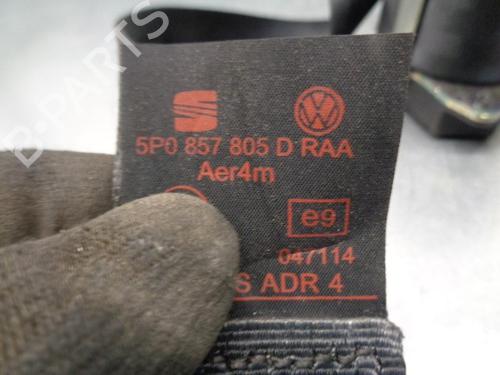 B-PARTS
5P0 857 805 D RAA
Aer4m
e9
047114
S ADR 4